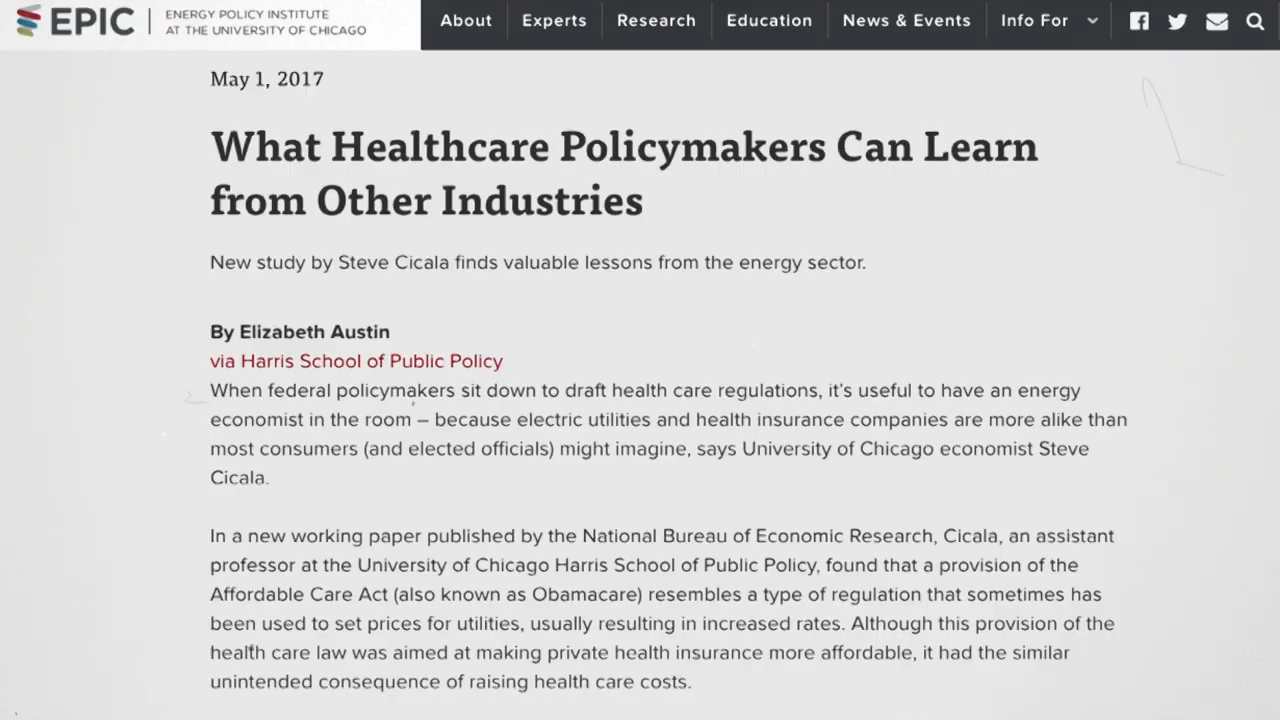 EPIC
ENERGY POLICY INSTITUTE
AT THE UNIVERSITY OF CHICAGO
About
Experts
Research
Education
News & Events
Info For
May 1, 2017
What Healthcare Policymakers Can Learn
from Other Industries
New study by Steve Cicala finds valuable lessons from the energy sector.
By Elizabeth Austin
via Harris School of Public Policy
When federal policymakers sit down to draft health care regulations, it’s useful to have an energy
economist in the room – because electric utilities and health insurance companies are more alike than
most consumers (and elected officials) might imagine, says University of Chicago economist Steve
Cicala.
In a new working paper published by the National Bureau of Economic Research, Cicala, an assistant
professor at the University of Chicago Harris School of Public Policy, found that a provision of the
Affordable Care Act (also known as Obamacare) resembles a type of regulation that sometimes has
been used to set prices for utilities, usually resulting in increased rates. Although this provision of the
health care law was aimed at making private health insurance more affordable, it had the similar
unintended consequence of raising health care costs.